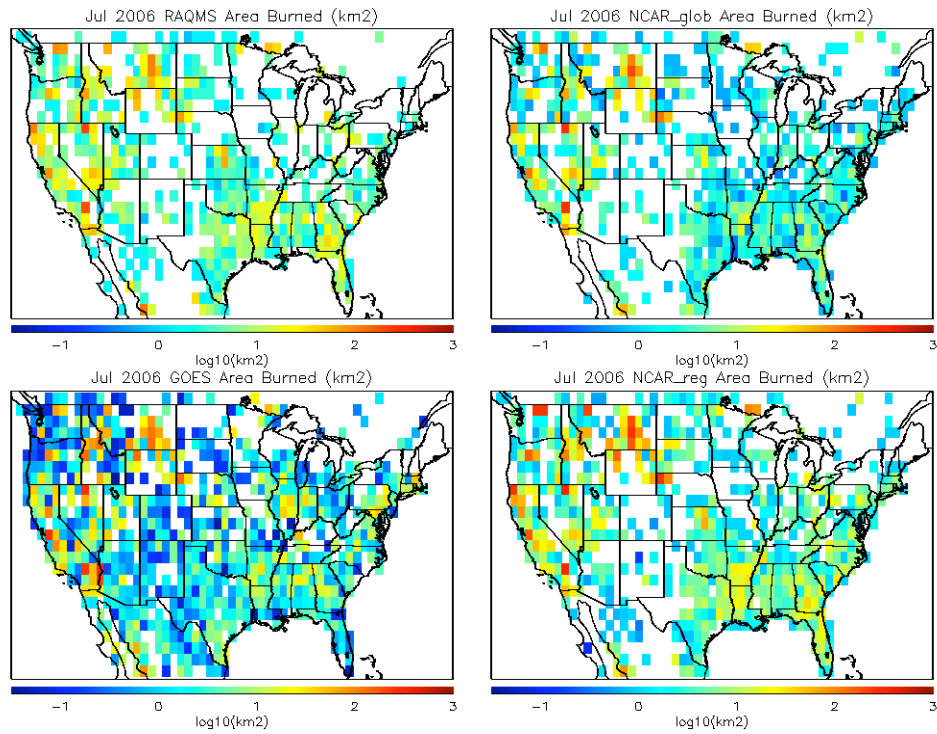 Jul 2006 RAQMS Area Burned (km2)
Jul 2006 NCAR_glob Area Burned (km2)
-1 0 1 2 3
log10(km2)
-1 0 1 2 3
log10(km2)
Jul 2006 GOES Area Burned (km2)
Jul 2006 NCAR_reg Area Burned (km2)
-1 0 1 2 3
log10(km2)
-1 0 1 2 3
log10(km2)